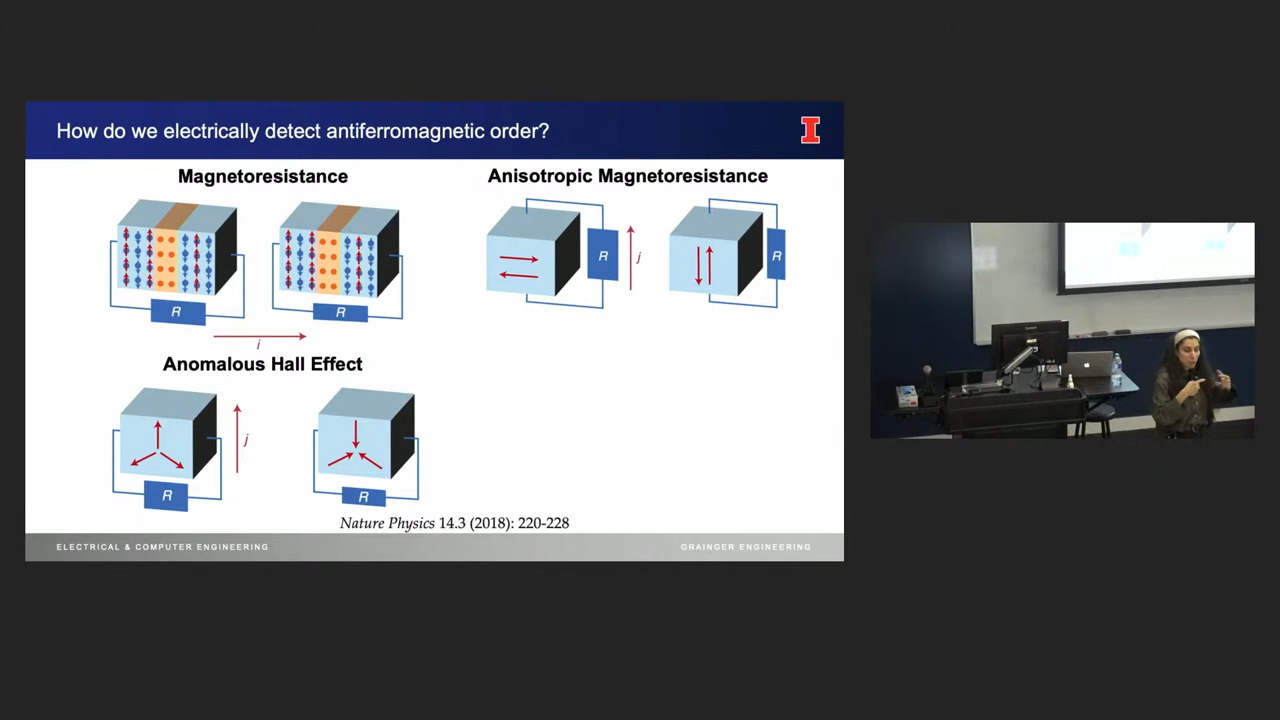 How do we electrically detect antiferromagnetic order?
I
Magnetoresistance
R
R
i
Anisotropic Magnetoresistance
R
j
R
Anomalous Hall Effect
R
j
R
Nature Physics 14.3 (2018): 220-228
ELECTRICAL & COMPUTER ENGINEERING
GRAINGER ENGINEERING